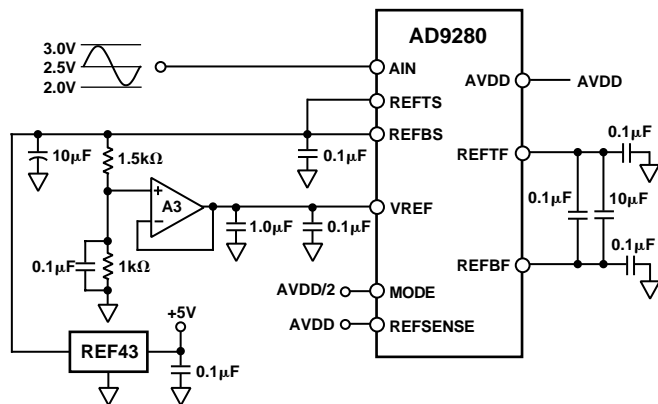 AD9280
3.0V
2.5V
2.0V
AIN
AVDD
AVDD
REFTS
REFBS
10μF
1.5kΩ
0.1μF
REFTF
0.1μF
A3
+
−
VREF
1.0μF
0.1μF
0.1μF
10μF
0.1μF
1kΩ
0.1μF
REFBF
AVDD/2
MODE
+5V
AVDD
REFSENSE
REF43
0.1μF